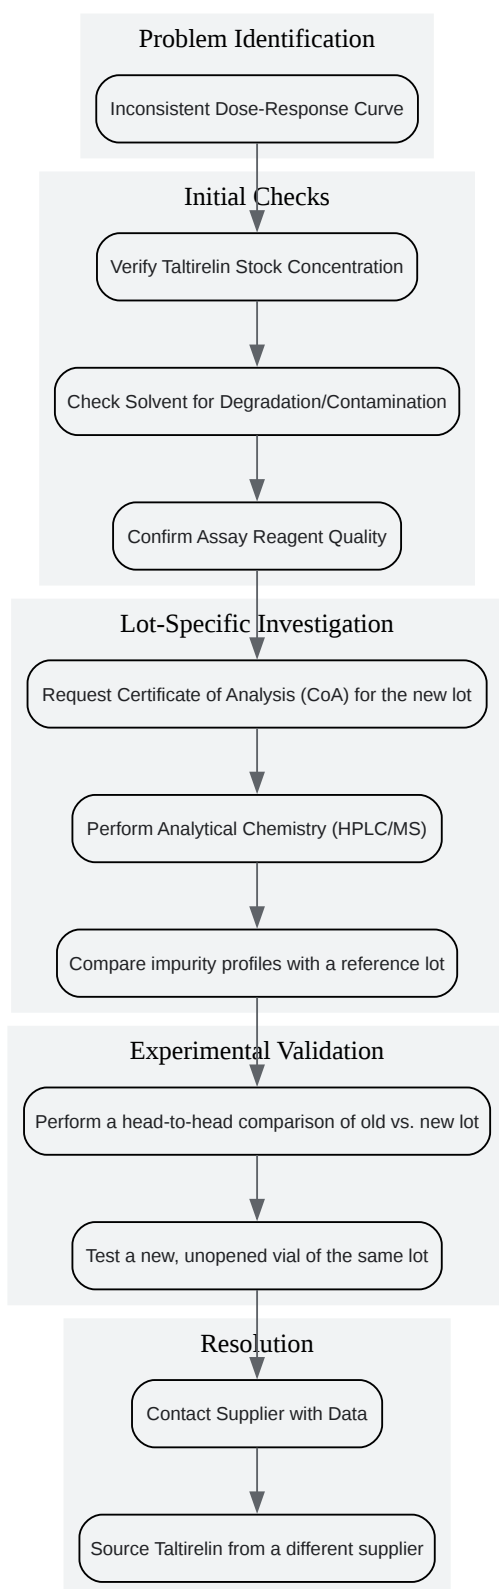 Problem Identification
Inconsistent Dose-Response Curve
Initial Checks
Verify Taltirelin Stock Concentration
Check Solvent for Degradation/Contamination
Confirm Assay Reagent Quality
Lot-Specific Investigation
Request Certificate of Analysis (CoA) for the new lot
Perform Analytical Chemistry (HPLC/MS)
Compare impurity profiles with a reference lot
Experimental Validation
Perform a head-to-head comparison of old vs. new lot
Test a new, unopened vial of the same lot
Resolution
Contact Supplier with Data
Source Taltirelin from a different supplier